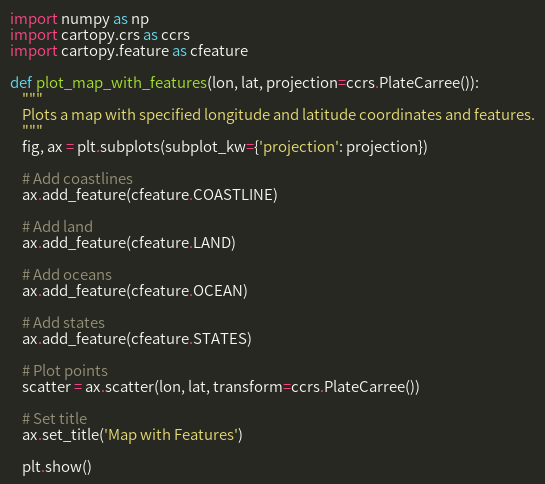 import numpy as np
import cartopy.crs as ccrs
import cartopy.feature as cfeature
def plot_map_with_features(lon, lat, projection=ccrs.PlateCarree()):
"""
Plots a map with specified longitude and latitude coordinates and features.
"""
fig, ax = plt.subplots(subplot_kw={'projection': projection})
# Add coastlines
ax.add_feature(cfeature.COASTLINE)
# Add land
ax.add_feature(cfeature.LAND)
# Add oceans
ax.add_feature(cfeature.OCEAN)
# Add states
ax.add_feature(cfeature.STATES)
# Plot points
scatter = ax.scatter(lon, lat, transform=ccrs.PlateCarree())
# Set title
ax.set_title('Map with Features')
plt.show()